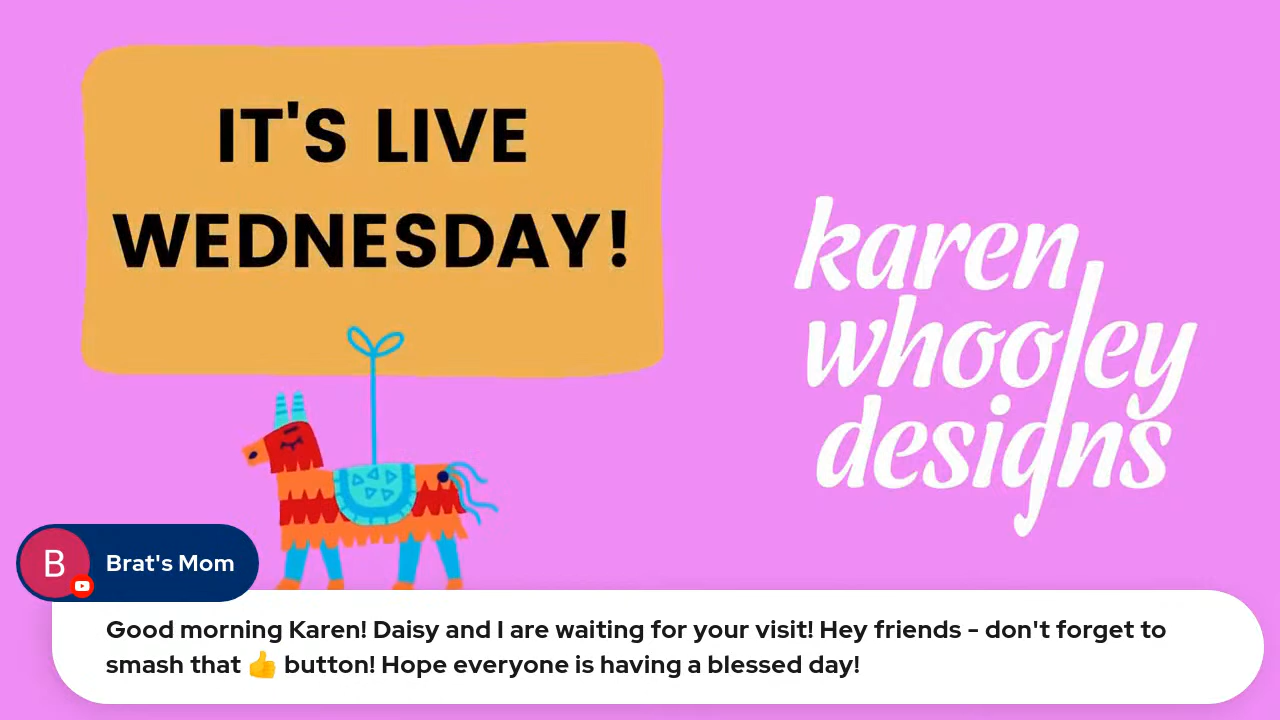 IT'S LIVE
WEDNESDAY!
karen
whooley
designs
B
Brat's Mom
Good morning Karen! Daisy and I are waiting for your visit! Hey friends - don't forget to
smash that 👍 button! Hope everyone is having a blessed day!